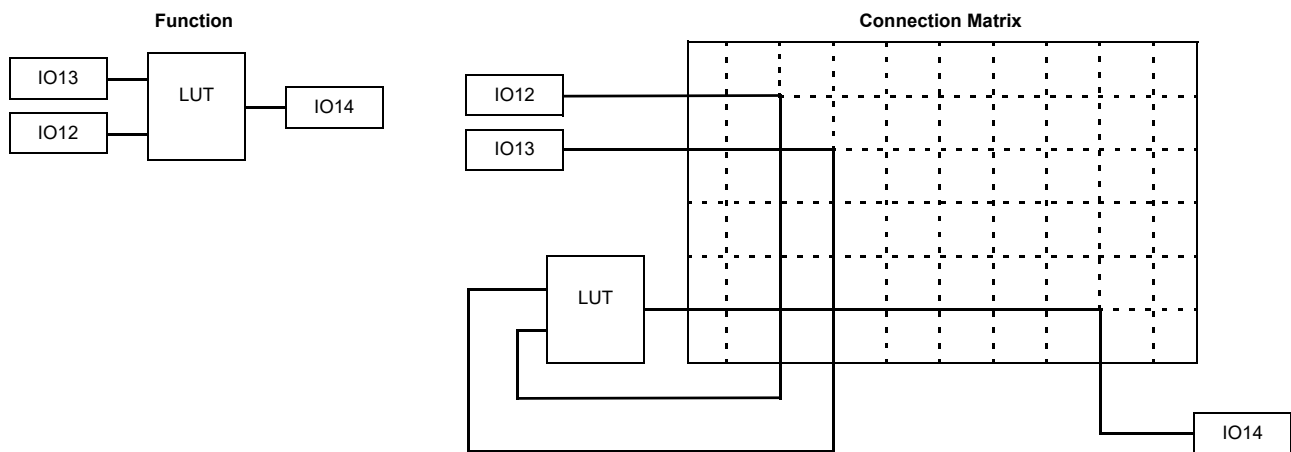 Function
IO13
IO12
LUT
IO14
Connection Matrix
IO12
IO13
LUT
IO14